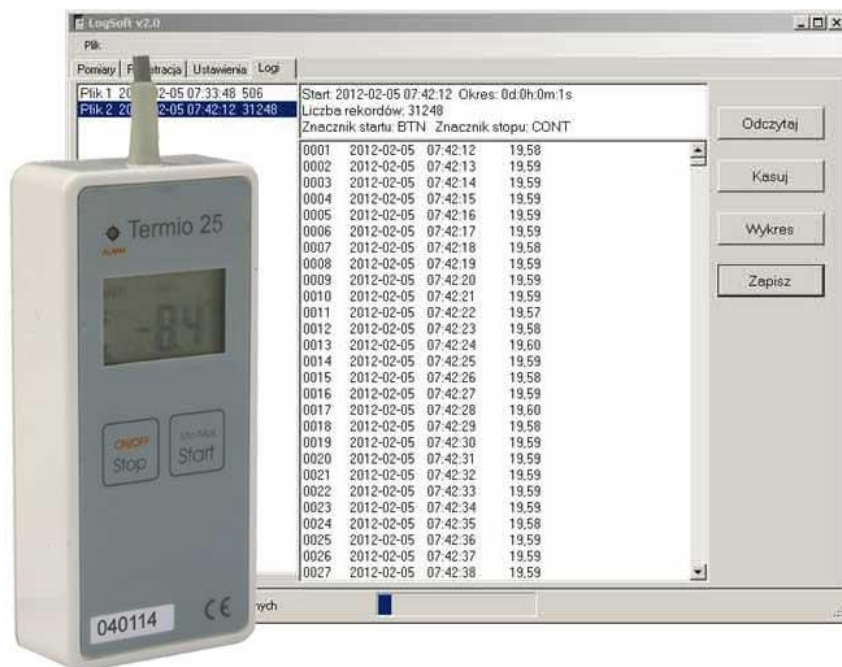 LogSoft v2.0
Plik
Pomiary
Ustawienia
Logi
Plik 1 07:33:48 506
Plik 2 07:42:12 31248
Start: 2012-02-05 07:42:12 Okres: 0d:0h:0m:1s
Liczba rekordów: 31248
Znacznik startu: BTN Znacznik stopu: CONT
0001 2012-02-05 07:42:12 19,58
0002 2012-02-05 07:42:13 19,59
0003 2012-02-05 07:42:14 19,59
0004 2012-02-05 07:42:15 19,59
0005 2012-02-05 07:42:16 19,59
0006 2012-02-05 07:42:17 19,59
0007 2012-02-05 07:42:18 19,58
0008 2012-02-05 07:42:19 19,59
0009 2012-02-05 07:42:20 19,59
0010 2012-02-05 07:42:21 19,59
0011 2012-02-05 07:42:22 19,57
0012 2012-02-05 07:42:23 19,58
0013 2012-02-05 07:42:24 19,60
0014 2012-02-05 07:42:25 19,59
0015 2012-02-05 07:42:26 19,58
0016 2012-02-05 07:42:27 19,59
0017 2012-02-05 07:42:28 19,60
0018 2012-02-05 07:42:29 19,58
0019 2012-02-05 07:42:30 19,59
0020 2012-02-05 07:42:31 19,59
0021 2012-02-05 07:42:32 19,59
0022 2012-02-05 07:42:33 19,59
0023 2012-02-05 07:42:34 19,59
0024 2012-02-05 07:42:35 19,58
0025 2012-02-05 07:42:36 19,59
0026 2012-02-05 07:42:37 19,59
0027 2012-02-05 07:42:38 19,59
Odczytaj
Kasuj
Wykres
Zapisz
Termio 25
ALARM
-8.4
ON/OFF
Stop
Min/Max
Start
040114
CE